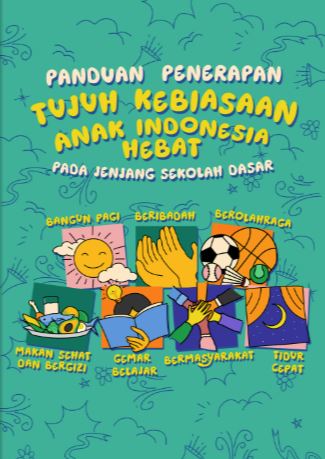 PANDUAN PENERAPAN
TUJUH KEBIASAAN
ANAK INDONESIA
HEBAT
PADA JENJANG SEKOLAH DASAR
BANGUN PAGI BERIBADAH BEROLAHRAGA
MAKAN SEHAT
DAN BERGIZI
GEMAR
BELAJAR
BERMASYARAKAT
TIDUR
CEPAT